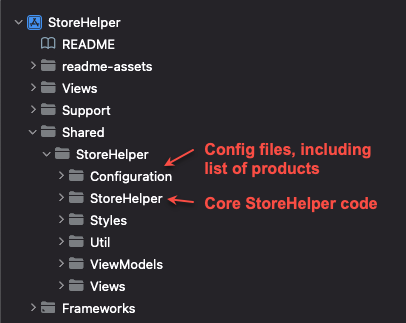 StoreHelper
README
readme-assets
Views
Support
Shared
StoreHelper
Configuration
Config files, including
list of products
StoreHelper
Core StoreHelper code
Styles
Util
ViewModels
Views
Frameworks